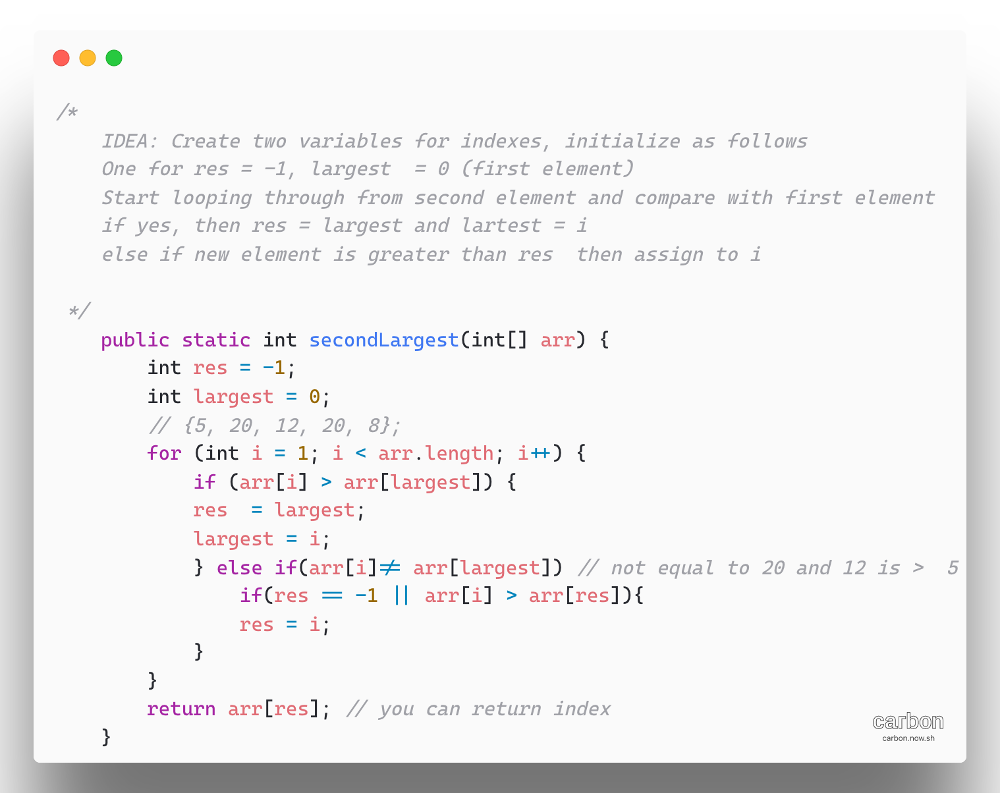 /*
    IDEA: Create two variables for indexes, initialize as follows
    One for res = -1, largest  = 0 (first element)
    Start looping through from second element and compare with first element
    if yes, then res = largest and lartest = i
    else if new element is greater than res  then assign to i

 */
    public static int secondLargest(int[] arr) {
        int res = -1;
        int largest = 0;
        // {5, 20, 12, 20, 8};
        for (int i = 1; i < arr.length; i++) {
            if (arr[i] > arr[largest]) {
            res  = largest;
            largest = i;
            } else if(arr[i]!= arr[largest]) // not equal to 20 and 12 is >  5
                if(res == -1 || arr[i] > arr[res]){
                res = i;
            }
        }
        return arr[res]; // you can return index
    }
carbon
carbon.now.sh